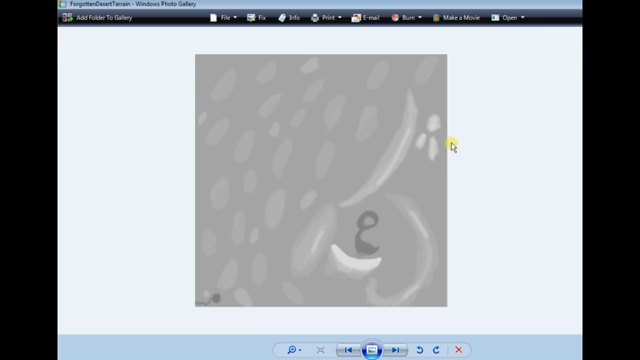 ForgottenDesertTerrain - Windows Photo Gallery
Add Folder To Gallery File Fix Info Print E-mail Burn Make a Movie Open